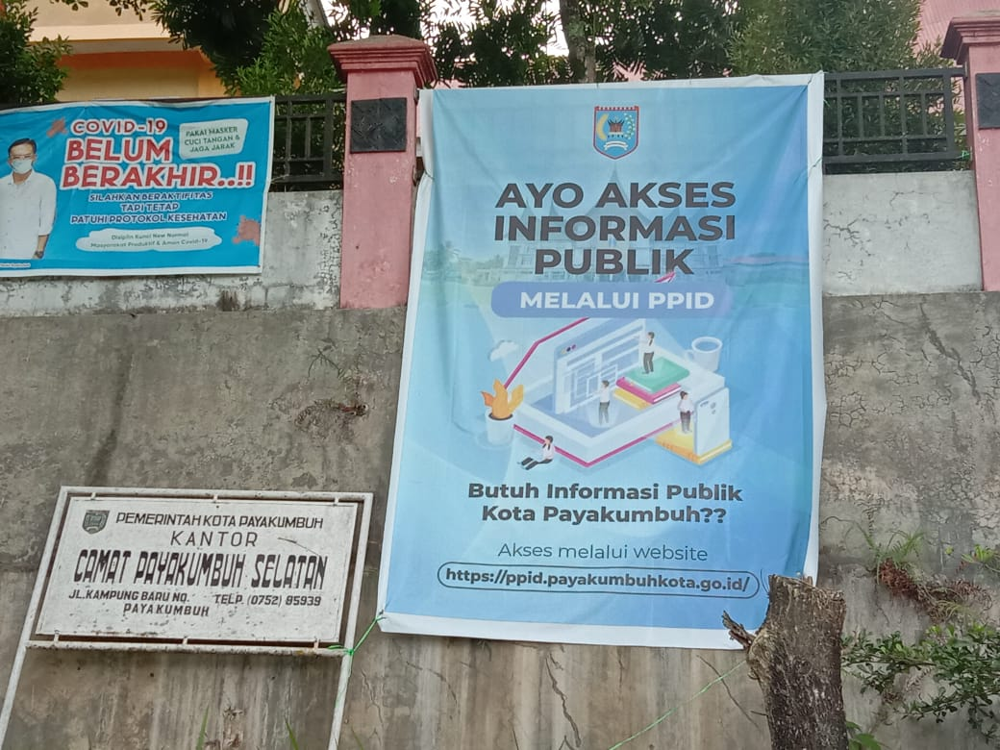 COVID-19
BELUM
BERAKHIR..!!
PAKAI MASKER
CUCI TANGAN &
JAGA JARAK
SILAHKAN BERAKTIFITAS
TAPI TETAP
PATUHI PROTOKOL KESEHATAN
Disiplin Kunci New Normal
Masyarakat Produktif & Aman Covid-19
AYO AKSES
INFORMASI
PUBLIK
MELALUI PPID
Butuh Informasi Publik
Kota Payakumbuh??
Akses melalui website
https://ppid.payakumbuhkota.go.id/
PEMERINTAH KOTA PAYAKUMBUH
KANTOR
CAMAT PAYAKUMBUH SELATAN
JL.KAMPUNG BARU NO. TELP. (0752) 95939
PAYAKUMBUH